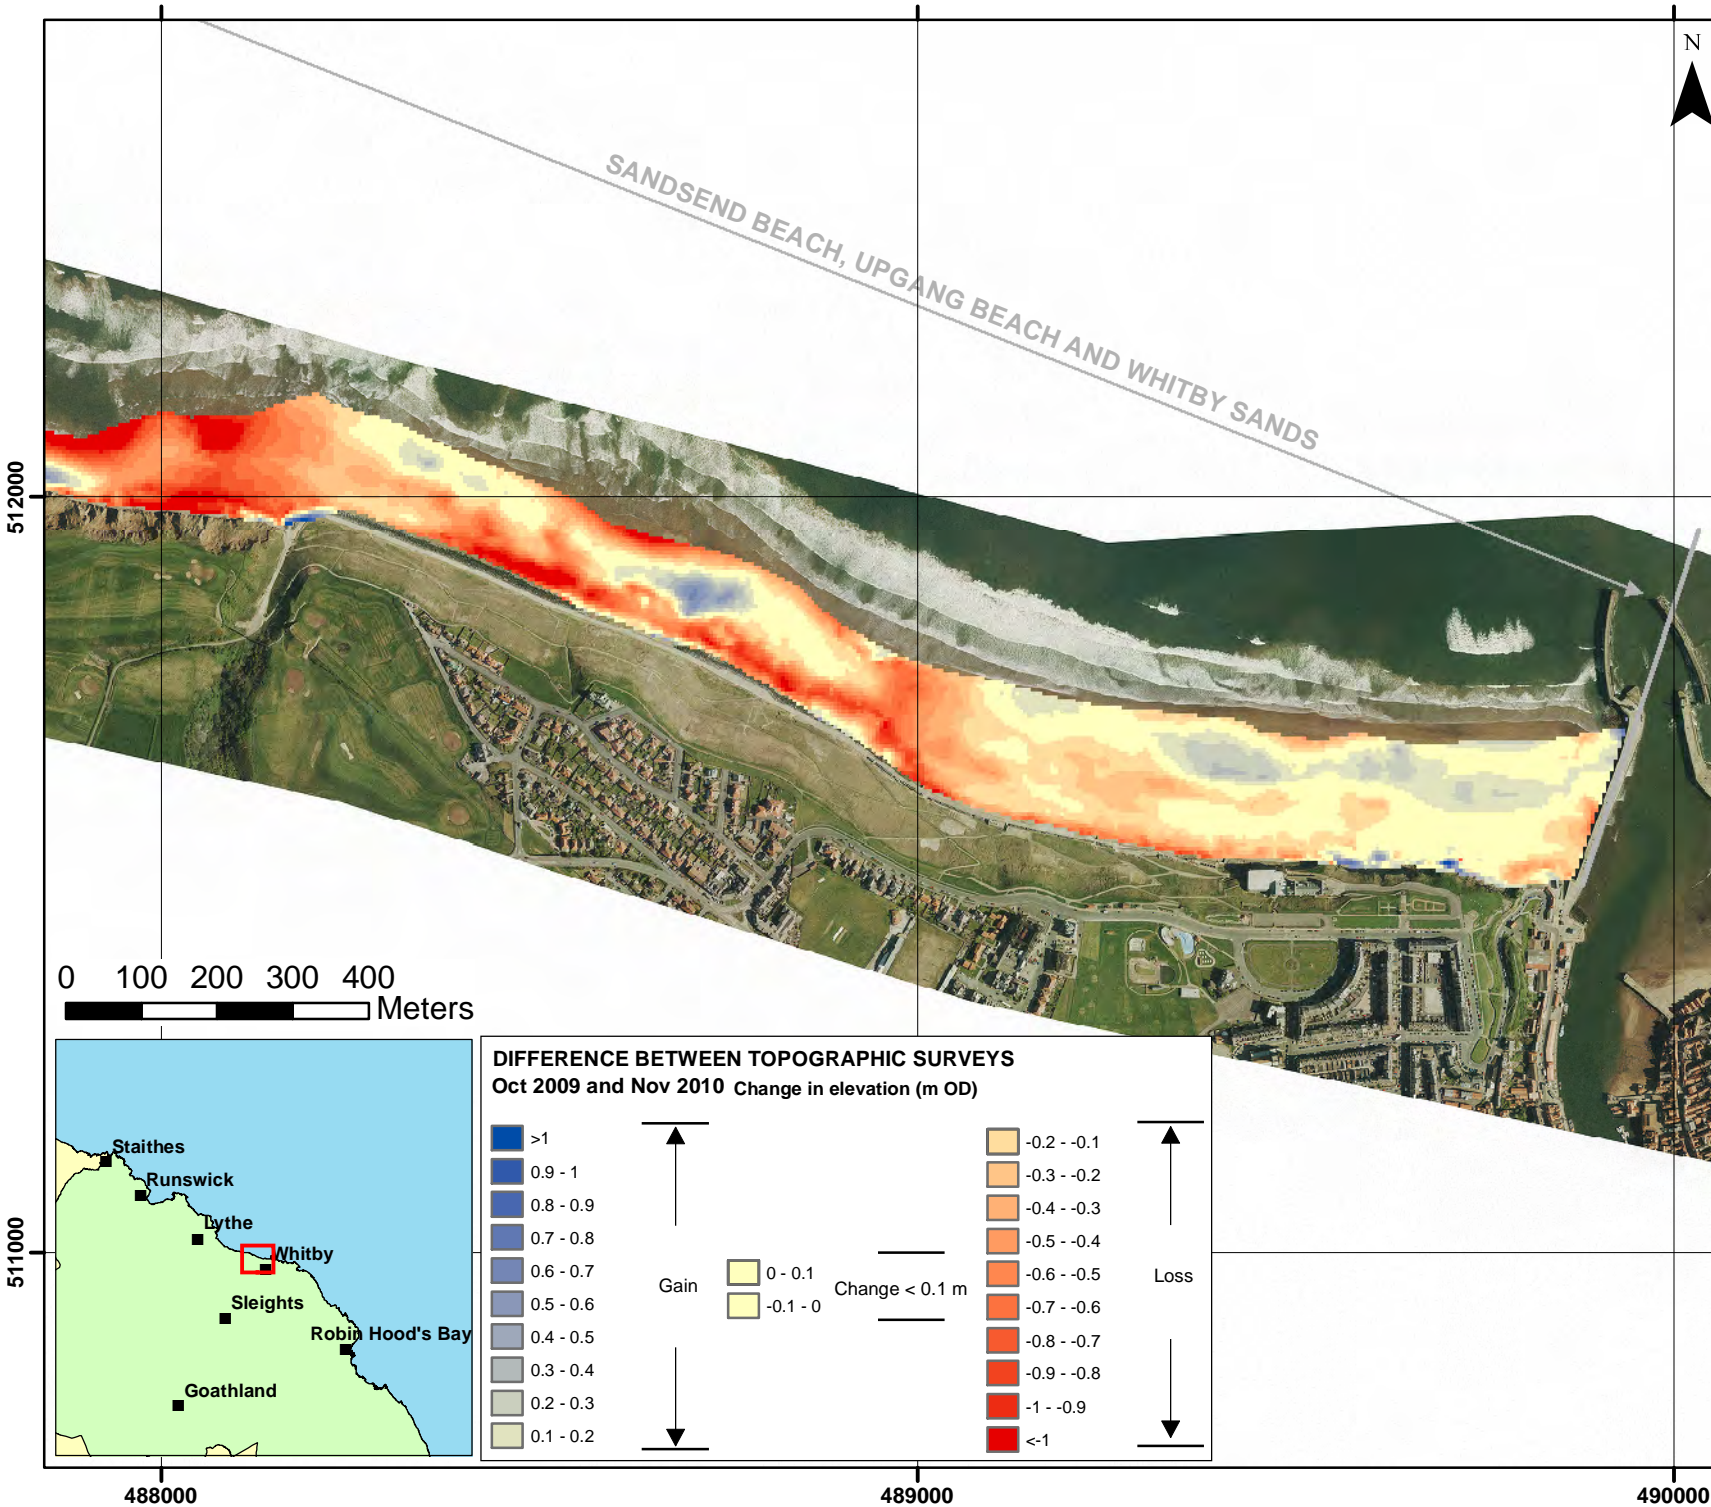 N
SANDSEND BEACH, UPGANG BEACH AND WHITBY SANDS
512000
511000
0 100 200 300 400
Meters
Staithes
Runswick
Lythe
Whitby
Sleights
Robin Hood's Bay
Goathland
DIFFERENCE BETWEEN TOPOGRAPHIC SURVEYS
Oct 2009 and Nov 2010 Change in elevation (m OD)
>1
0.9 - 1
0.8 - 0.9
0.7 - 0.8
0.6 - 0.7
0.5 - 0.6
0.4 - 0.5
0.3 - 0.4
0.2 - 0.3
0.1 - 0.2
Gain
0 - 0.1
-0.1 - 0
Change < 0.1 m
-0.2 - -0.1
-0.3 - -0.2
-0.4 - -0.3
-0.5 - -0.4
-0.6 - -0.5
-0.7 - -0.6
-0.8 - -0.7
-0.9 - -0.8
-1 - -0.9
<-1
Loss
488000
489000
490000